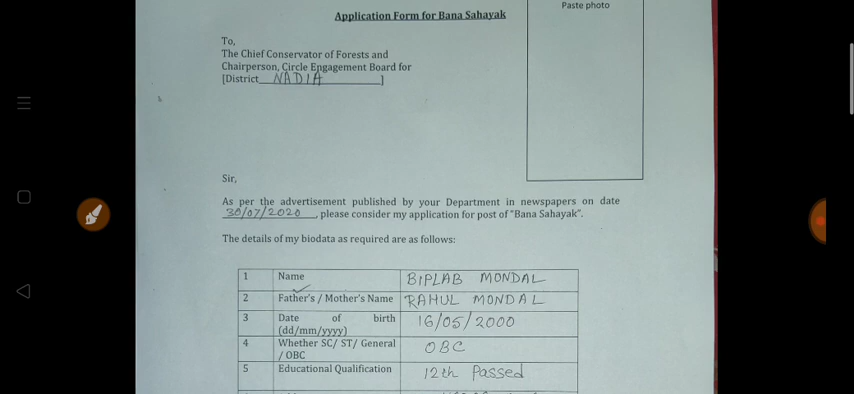 Application Form for Bana Sahayak
Paste photo
To,
The Chief Conservator of Forests and
Chairperson, Circle Engagement Board for
[District NADIA ]
Sir,
As per the advertisement published by your Department in newspapers on date
30/07/2020, please consider my application for post of "Bana Sahayak".
The details of my biodata as required are as follows:
1 Name BIPLAB MONDAL
2 Father's / Mother's Name RAHUL MONDAL
3 Date of birth (dd/mm/yyyy) 16/05/2000
4 Whether SC/ ST/ General / OBC OBC
5 Educational Qualification 12th Passed